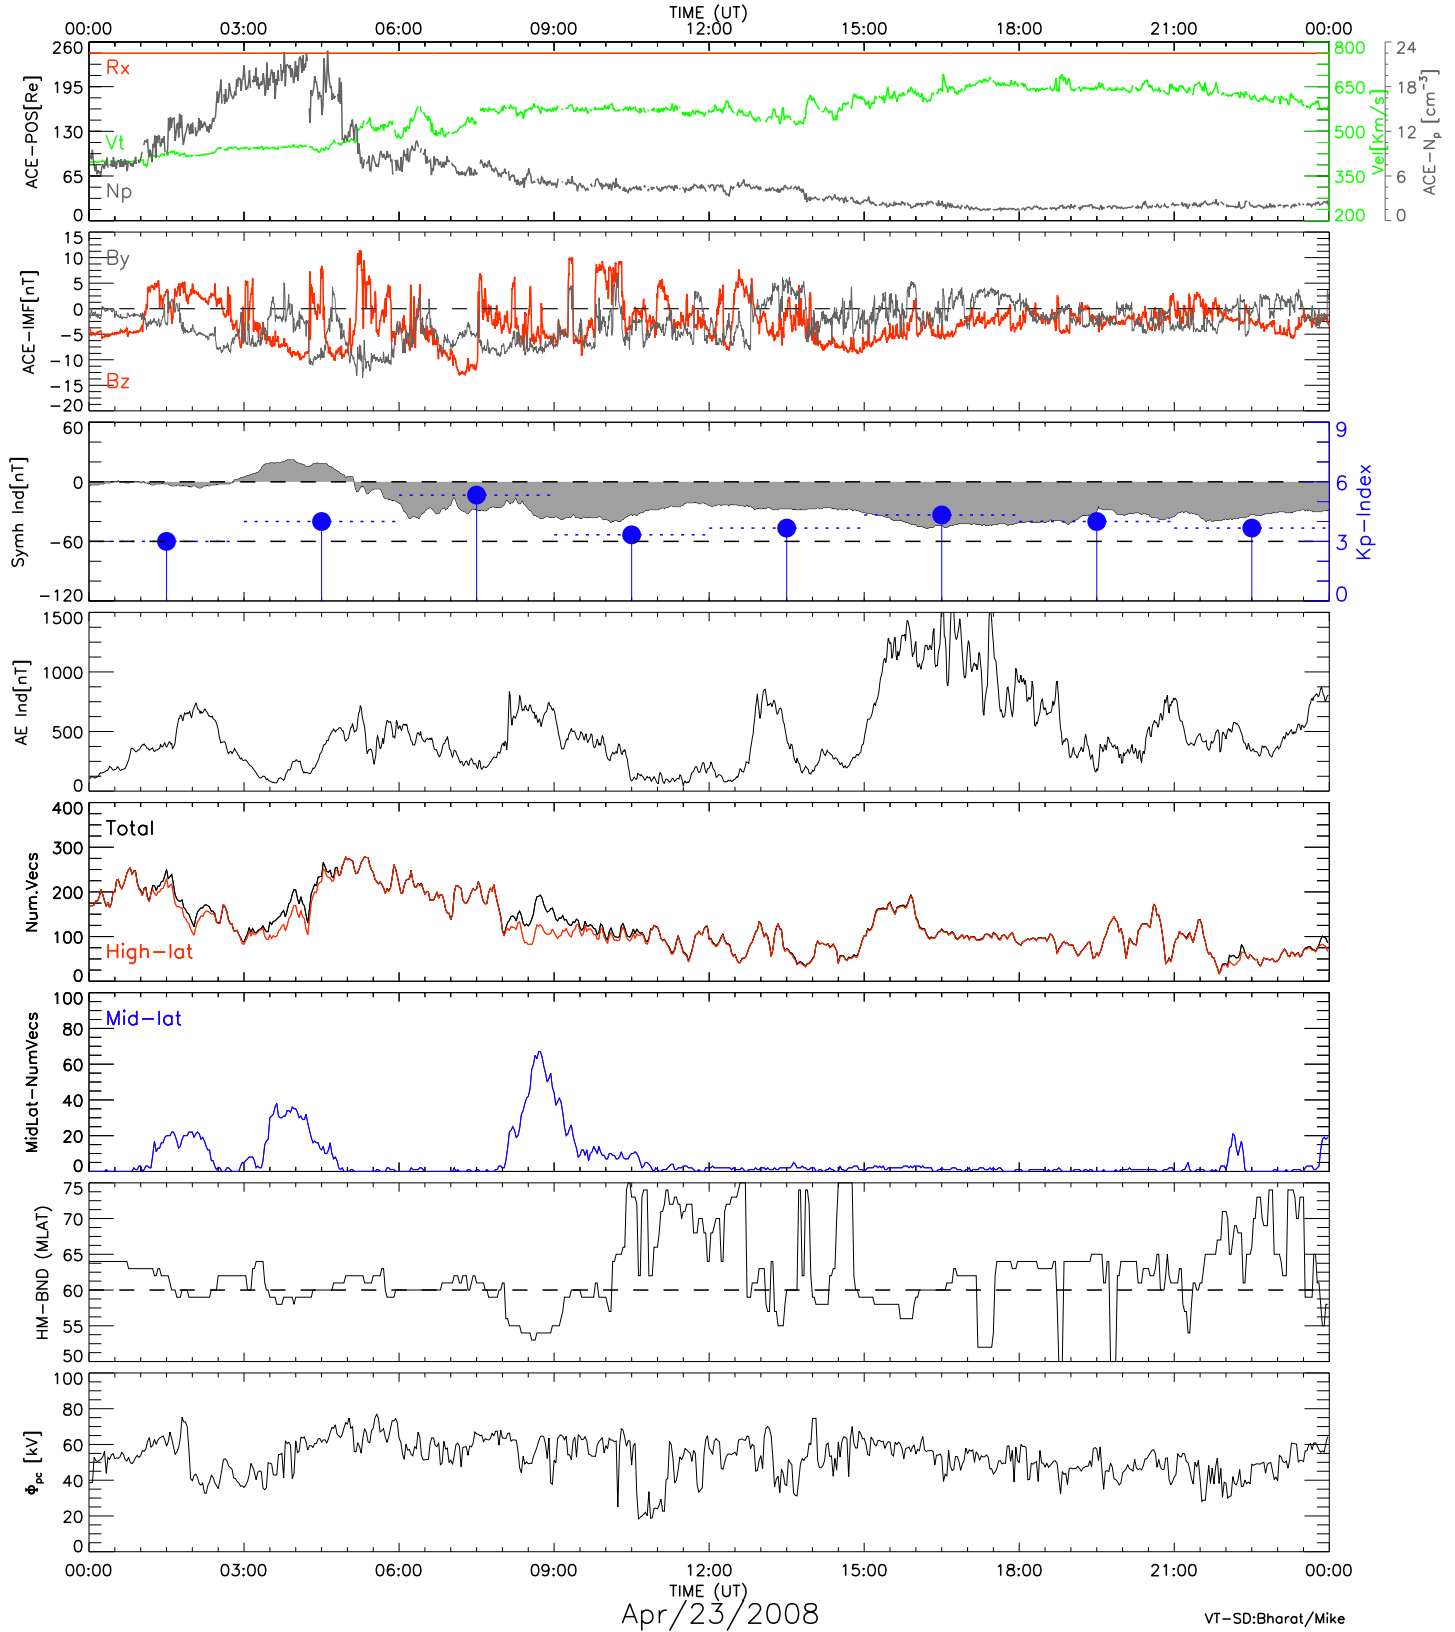 TIME (UT)
00:00 03:00 06:00 09:00 12:00 15:00 18:00 21:00 00:00
260 195 130 65 0
ACE-POS[Re]
Rx
Vt
Np
800 650 500 350 200
Vel[Km/s]
24 18 12 6 0
ACE-Np [cm-3]
15 10 5 0 -5 -10 -15 -20
ACE-IMF[nT]
By
Bz
60 0 -60 -120
Symh Ind[nT]
9 6 3 0
Kp-Index
1500 1000 500 0
AE Ind[nT]
400 300 200 100 0
Num.Vecs
Total
High-lat
100 80 60 40 20 0
MidLat-NumVecs
Mid-lat
75 70 65 60 55 50
HM-BND (MLAT)
100 80 60 40 20 0
Φpc [kV]
00:00 03:00 06:00 09:00 12:00 15:00 18:00 21:00 00:00
TIME (UT)
Apr/23/2008
VT-SD:Bharat/Mike